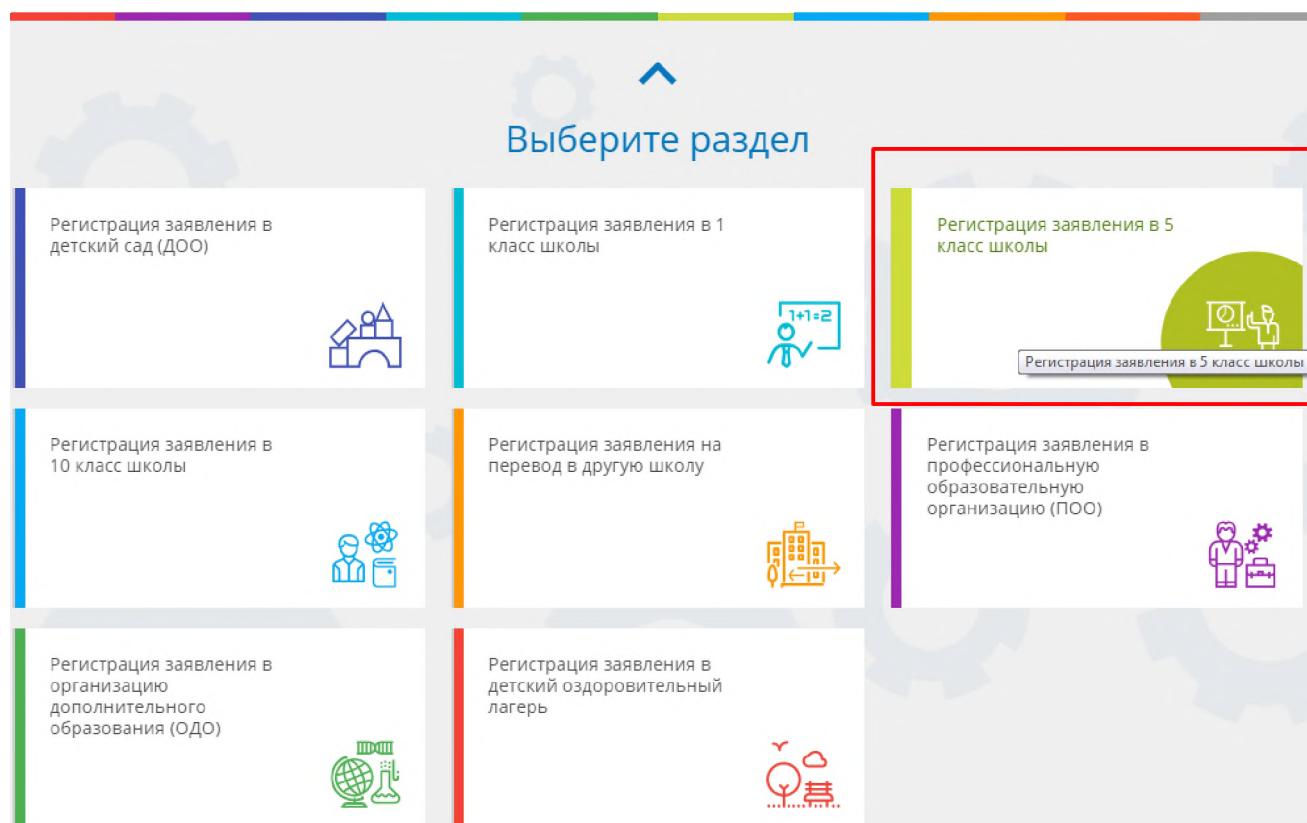 Выберите раздел
Регистрация заявления в
детский сад (ДОО)
Регистрация заявления в 1
класс школы
1+1=2
Регистрация заявления в 5
класс школы
Регистрация заявления в 5 класс школы
Регистрация заявления в
10 класс школы
Регистрация заявления на
перевод в другую школу
Регистрация заявления в
профессиональную
образовательную
организацию (ПОО)
Регистрация заявления в
организацию
дополнительного
образования (ОДО)
Регистрация заявления в
детский оздоровительный
лагерь